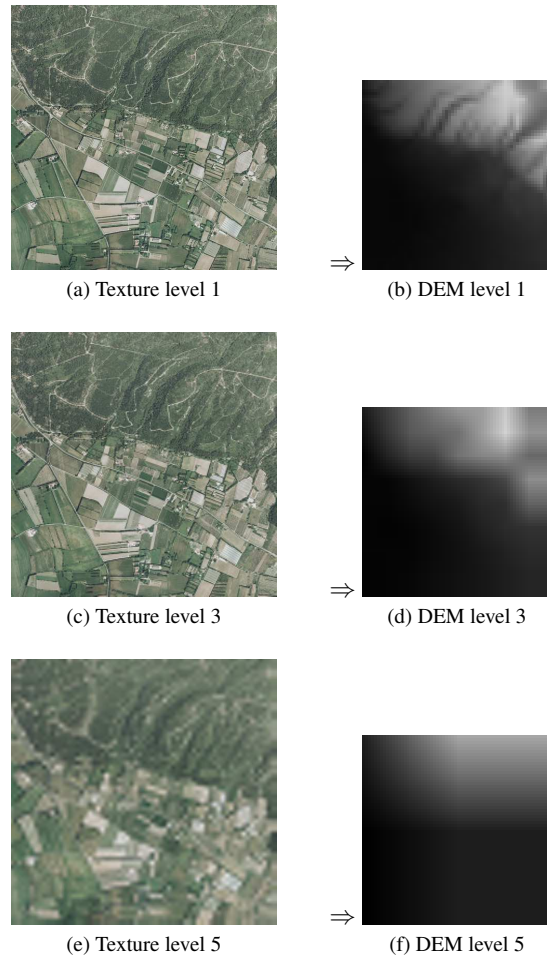 ⇒
(a) Texture level 1 (b) DEM level 1
⇒
(c) Texture level 3 (d) DEM level 3
⇒
(e) Texture level 5 (f) DEM level 5